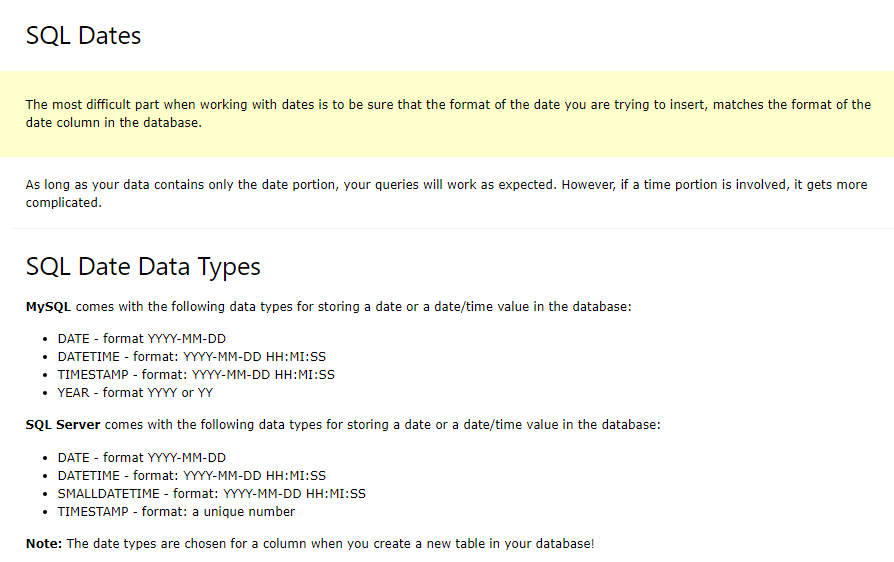 SQL Dates
The most difficult part when working with dates is to be sure that the format of the date you are trying to insert, matches the format of the
date column in the database.
As long as your data contains only the date portion, your queries will work as expected. However, if a time portion is involved, it gets more
complicated.
SQL Date Data Types
MySQL comes with the following data types for storing a date or a date/time value in the database:
• DATE - format YYYY-MM-DD
• DATETIME - format: YYYY-MM-DD HH:MI:SS
• TIMESTAMP - format: YYYY-MM-DD HH:MI:SS
• YEAR - format YYYY or YY
SQL Server comes with the following data types for storing a date or a date/time value in the database:
• DATE - format YYYY-MM-DD
• DATETIME - format: YYYY-MM-DD HH:MI:SS
• SMALLDATETIME - format: YYYY-MM-DD HH:MI:SS
• TIMESTAMP - format: a unique number
Note: The date types are chosen for a column when you create a new table in your database!